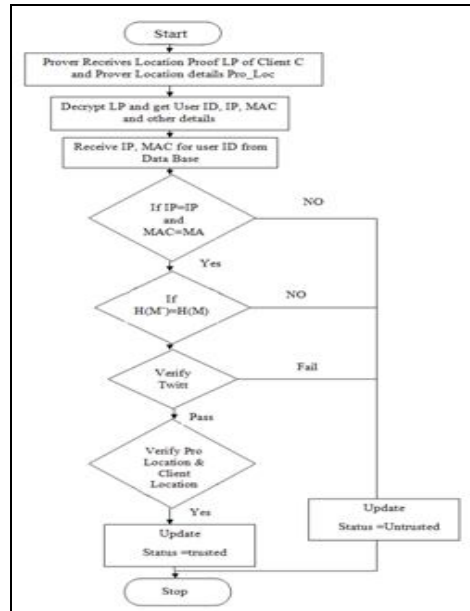 Start
Prover Receives Location Proof LP of Client C
and Prover Location details Pro_Loc
Decrypt LP and get User ID, IP, MAC
and other details
Receive IP, MAC for user ID from
Data Base
If IP=IP
and
MAC=MA
NO
Yes
If
H(M')=H(M)
NO
Verify
Twitt
Fail
Pass
Verify Pro
Location &
Client
Location
Yes
Update
Status =trusted
Update
Status =Untrusted
Stop